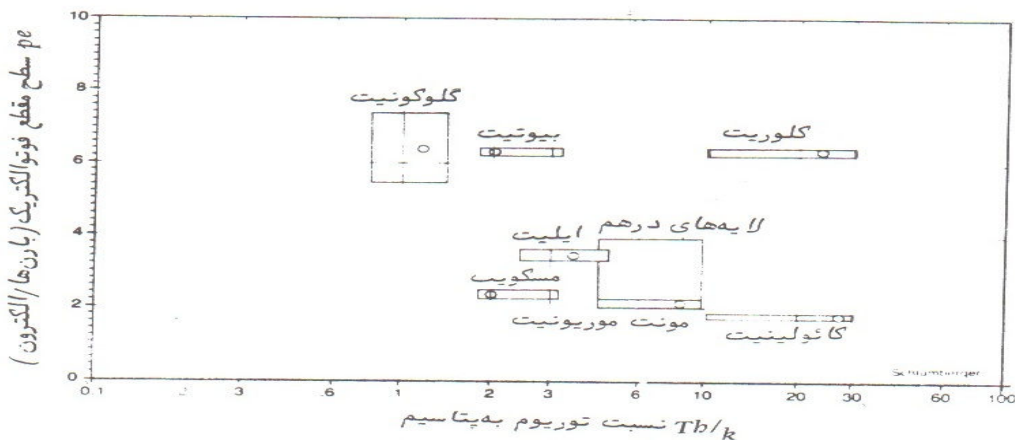 10
8
6
4
2
0
pe سطح مقطع فوتوالکتریک (بارن‌ها/الکترون)
گلوکونیت
بیوتیت
کلوریت
ایلیت
لایه‌های درهم
مسکویت
مونت موریونیت
کائولینیت
Schlumberger
0.1 .3 .6 1 2 3 6 10 20 30 60 100
نسبت توریوم به‌پتاسیم Th/k